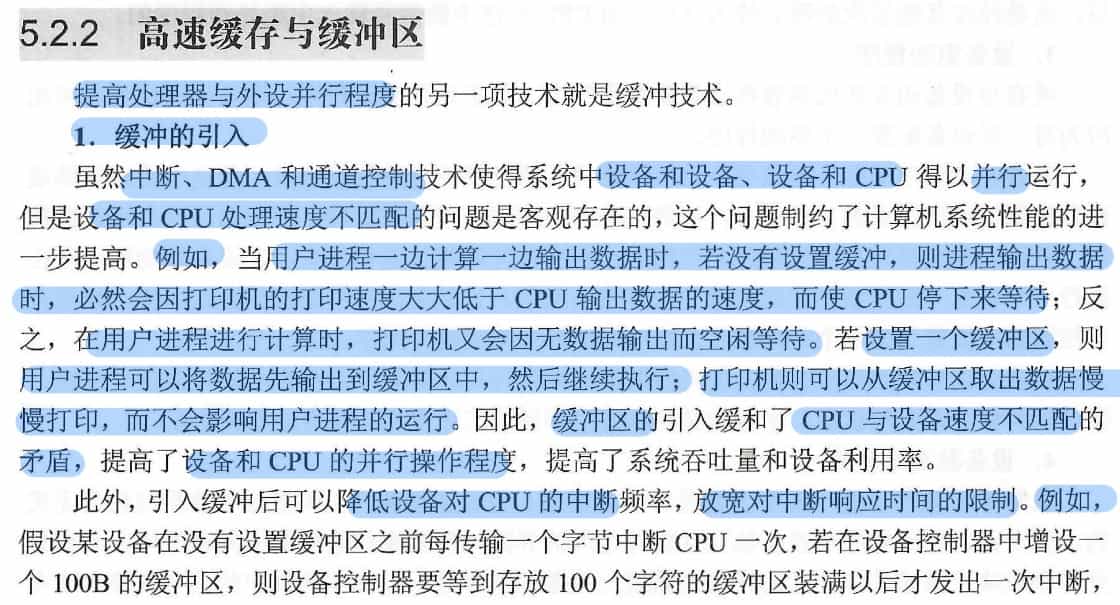 5.2.2 高速缓存与缓冲区
提高处理器与外设并行程度的另一项技术就是缓冲技术。
1．缓冲的引入
虽然中断、DMA 和通道控制技术使得系统中设备和设备、设备和 CPU 得以并行运行，
但是设备和 CPU 处理速度不匹配的问题是客观存在的，这个问题制约了计算机系统性能的进
一步提高。例如，当用户进程一边计算一边输出数据时，若没有设置缓冲，则进程输出数据
时，必然会因打印机的打印速度大大低于 CPU 输出数据的速度，而使 CPU 停下来等待；反
之，在用户进程进行计算时，打印机又会因无数据输出而空闲等待。若设置一个缓冲区，则
用户进程可以将数据先输出到缓冲区中，然后继续执行；打印机则可以从缓冲区取出数据慢
慢打印，而不会影响用户进程的运行。因此，缓冲区的引入缓和了 CPU 与设备速度不匹配的
矛盾，提高了设备和 CPU 的并行操作程度，提高了系统吞吐量和设备利用率。
此外，引入缓冲后可以降低设备对 CPU 的中断频率，放宽对中断响应时间的限制。例如，
假设某设备在没有设置缓冲区之前每传输一个字节中断 CPU 一次，若在设备控制器中增设一
个 100B 的缓冲区，则设备控制器要等到存放 100 个字符的缓冲区装满以后才发出一次中断，